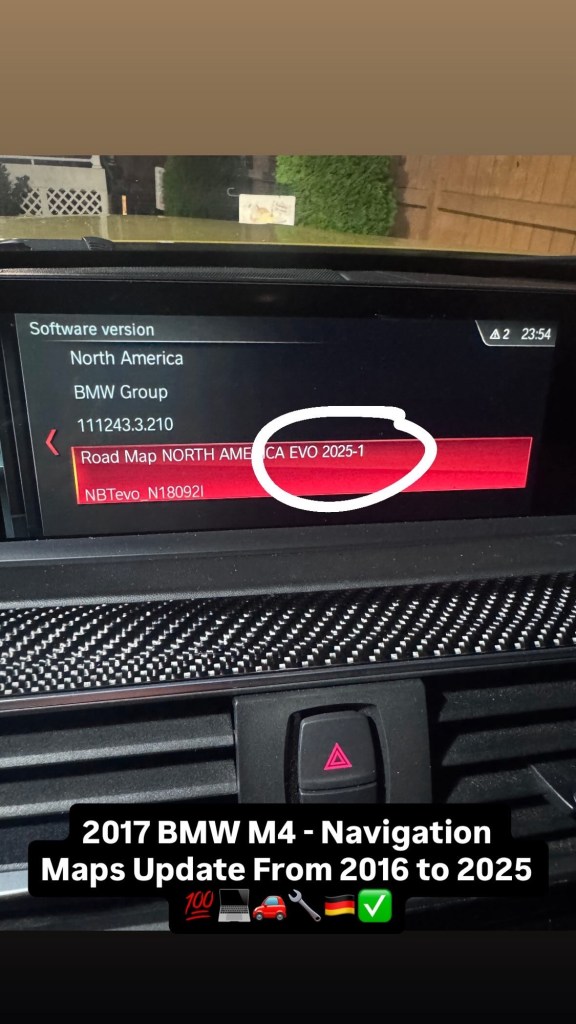 Software version
2 23:54
North America
BMW Group
111243.3.210
Road Map NORTH AMERICA EVO 2025-1
NBTevo_N18092I
2017 BMW M4 - Navigation
Maps Update From 2016 to 2025
💯💻🚗🔧🇩🇪✅